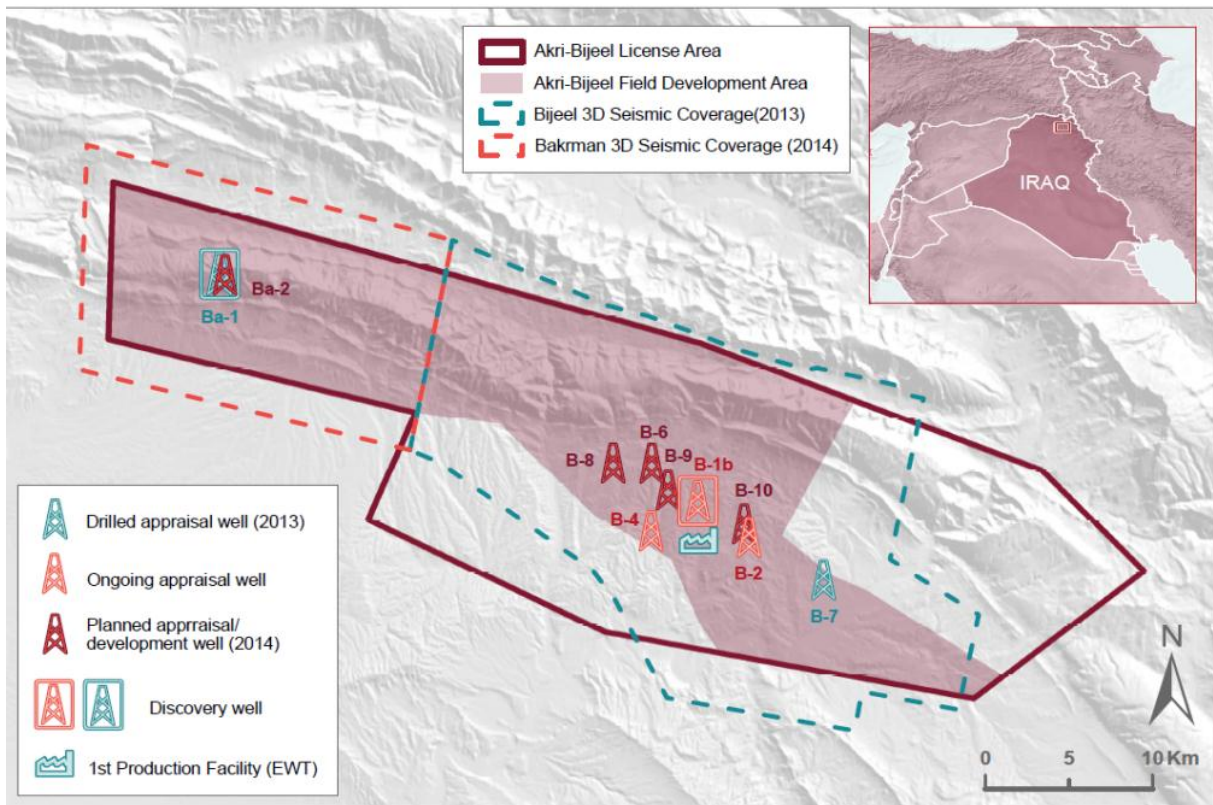 Akri-Bijeel License Area
Akri-Bijeel Field Development Area
Bijeel 3D Seismic Coverage(2013)
Bakrman 3D Seismic Coverage (2014)
IRAQ
Ba-2
Ba-1
B-6
B-8
B-9
B-1b
B-10
B-4
B-2
B-7
Drilled appraisal well (2013)
Ongoing appraisal well
Planned apprraisal/
development well (2014)
Discovery well
1st Production Facility (EWT)
N
0 5 10 Km